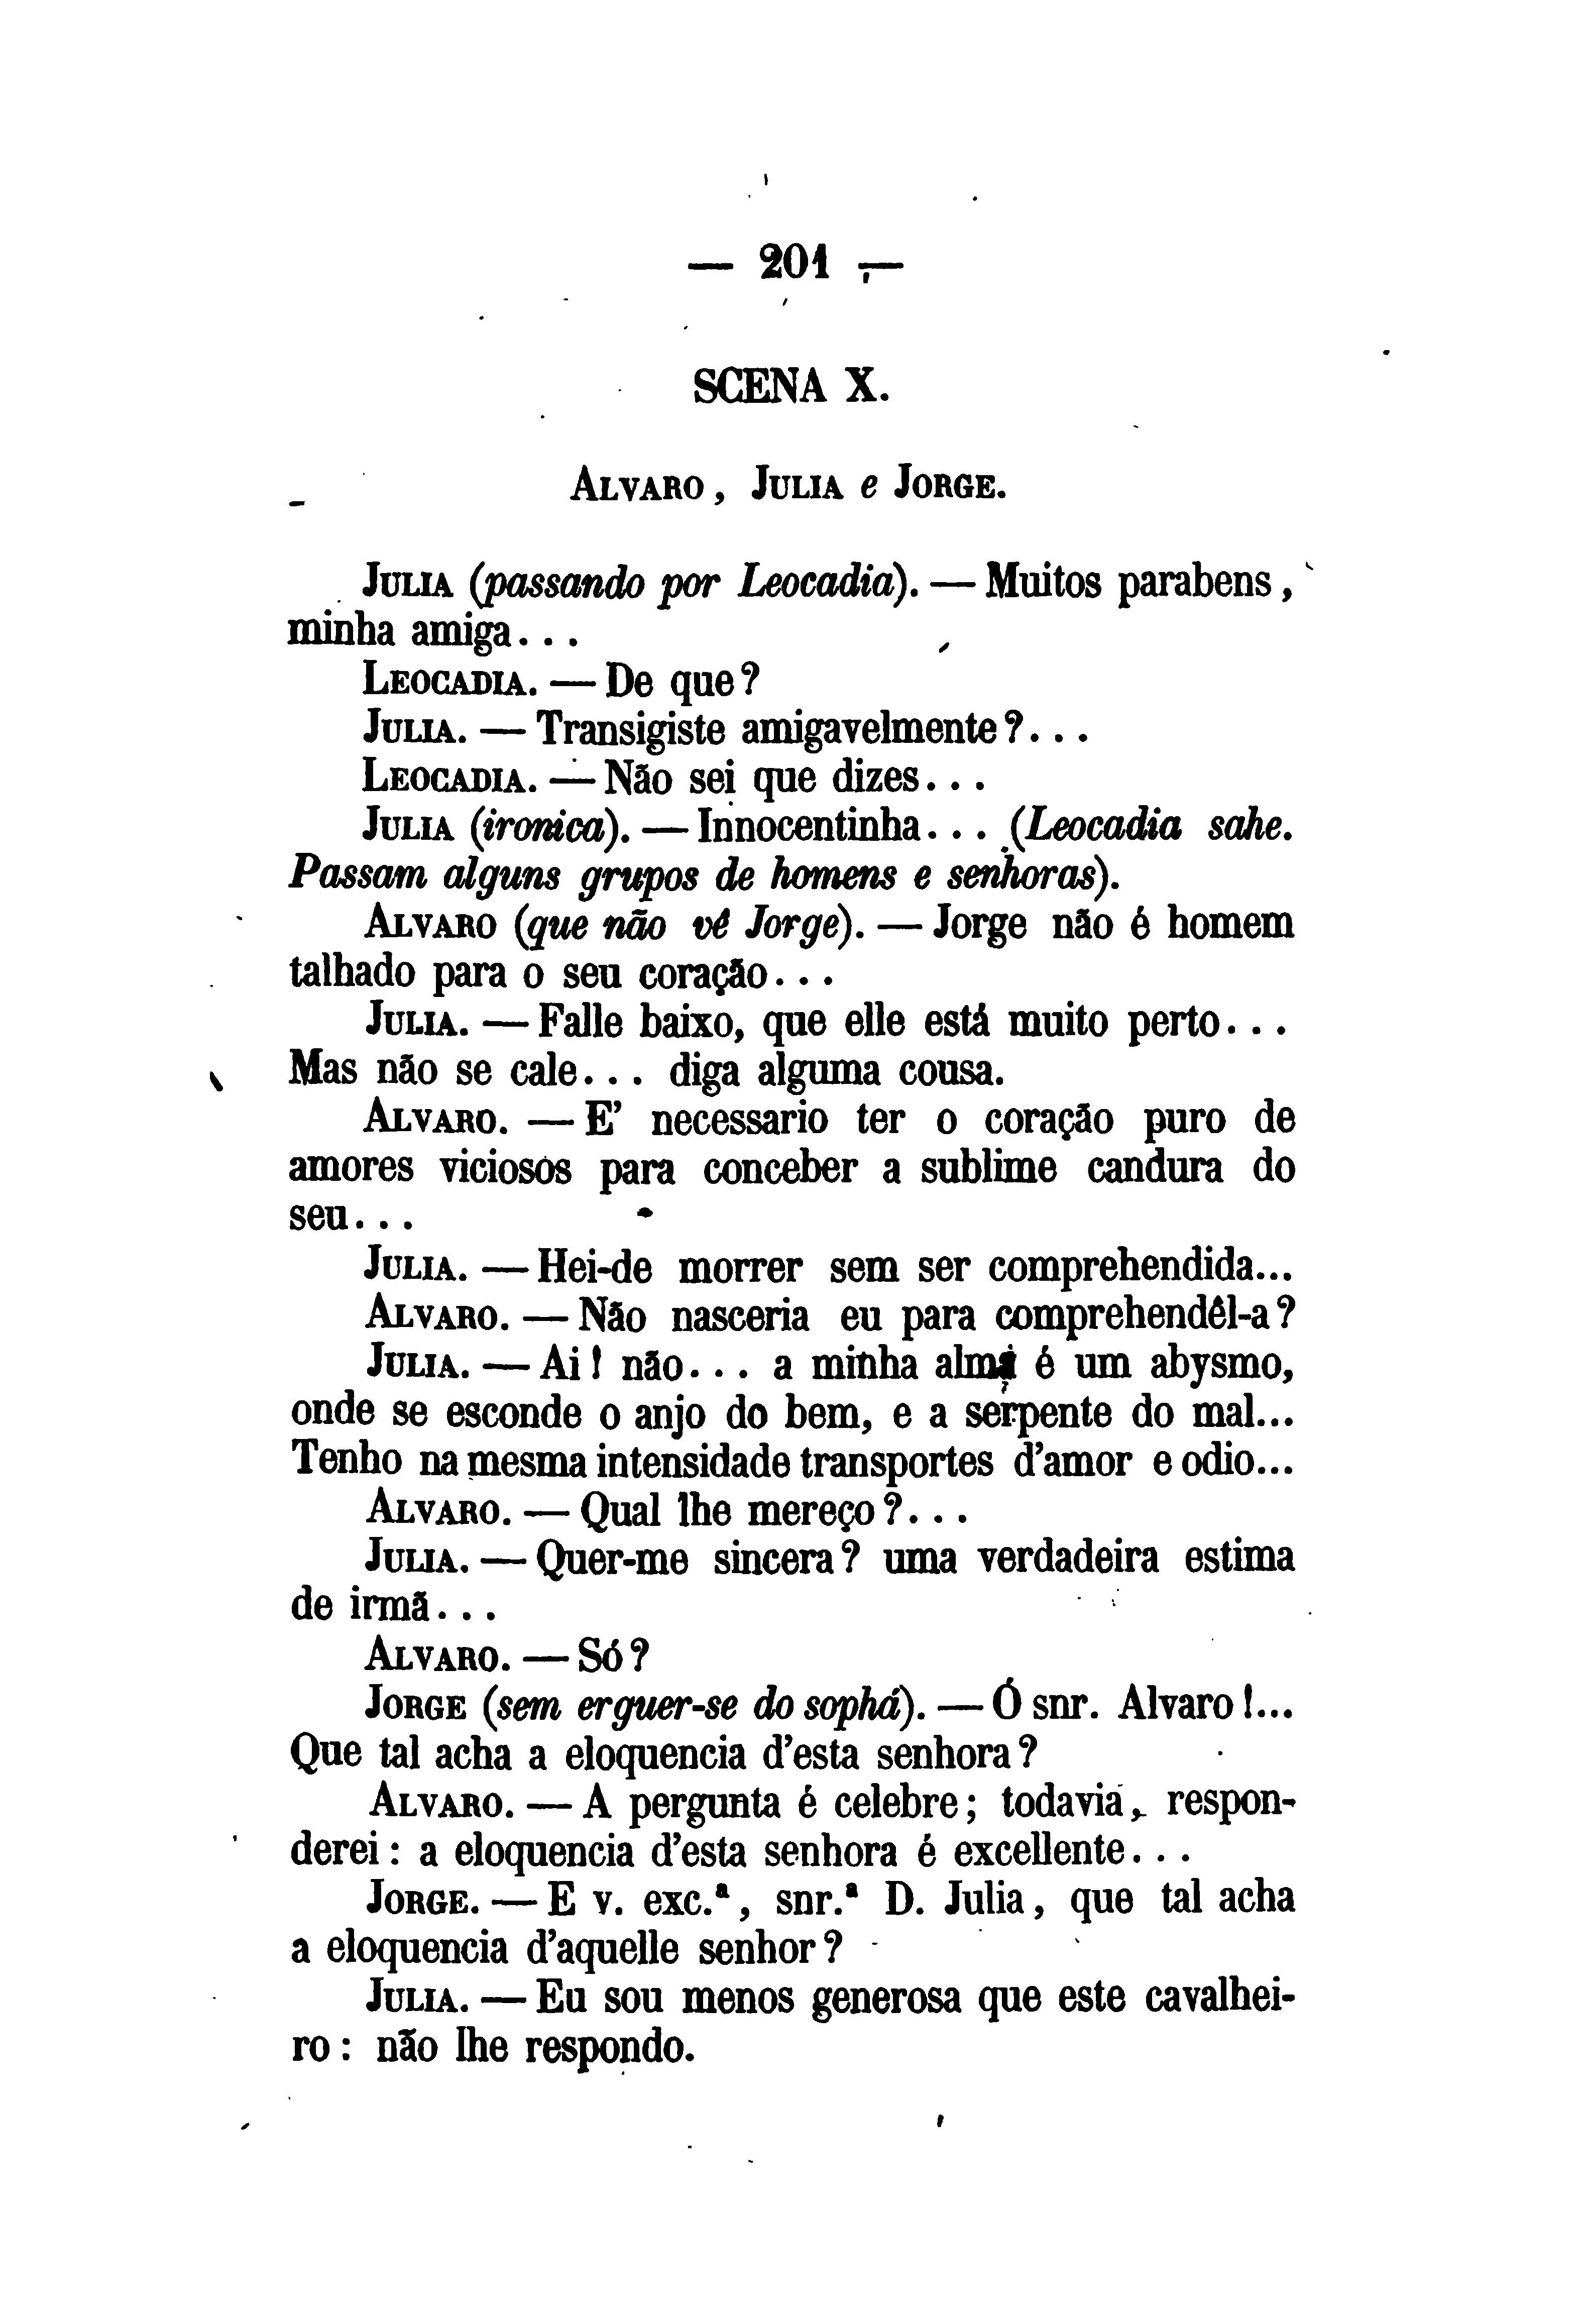 — 201 —
SCENA X.
ALVARO, JULIA e JORGE.
JULIA (passando por Leocadia). — Muitos parabens,
minha amiga...
LEOCADIA. — De que?
JULIA. — Transigiste amigavelmente?...
LEOCADIA. — Não sei que dizes...
JULIA (ironica). — Innocentinha... (Leocadia sahe.
Passam alguns grupos de homens e senhoras).
ALVARO (que não vê Jorge). — Jorge não é homem
talhado para o seu coração...
JULIA. — Falle baixo, que elle está muito perto...
Mas não se cale... diga alguma cousa.
ALVARO. — E' necessario ter o coração puro de
amores viciosos para conceber a sublime candura do
seu...
JULIA. — Hei-de morrer sem ser comprehendida...
ALVARO. — Não nasceria eu para comprehendêl-a?
JULIA. — Ai! não... a minha alma é um abysmo,
onde se esconde o anjo do bem, e a serpente do mal...
Tenho na mesma intensidade transportes d'amor e odio...
ALVARO. — Qual lhe mereço?...
JULIA. — Quer-me sincera? uma verdadeira estima
de irmã...
ALVARO. — Só?
JORGE (sem erguer-se do sophá). — Ó snr. Alvaro!...
Que tal acha a eloquencia d'esta senhora?
ALVARO. — A pergunta é celebre; todavia, respon-
derei: a eloquencia d'esta senhora é excellente...
JORGE. — E v. exc.ª, snr.ª D. Julia, que tal acha
a eloquencia d'aquelle senhor?
JULIA. — Eu sou menos generosa que este cavalhei-
ro: não lhe respondo.